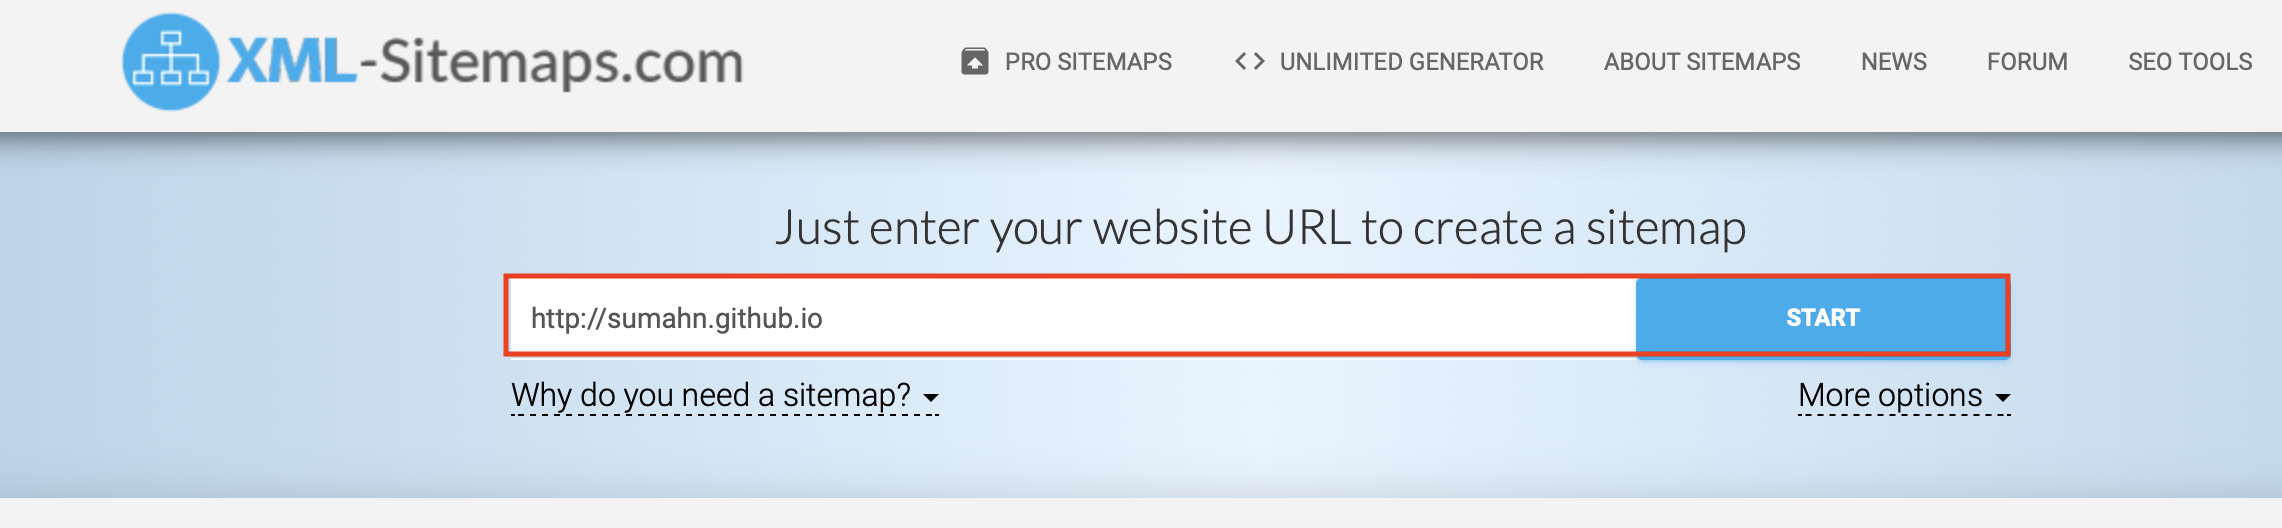 XML-Sitemaps.com
PRO SITEMAPS
UNLIMITED GENERATOR
ABOUT SITEMAPS
NEWS
FORUM
SEO TOOLS
Just enter your website URL to create a sitemap
http://sumahn.github.io
START
Why do you need a sitemap?
More options